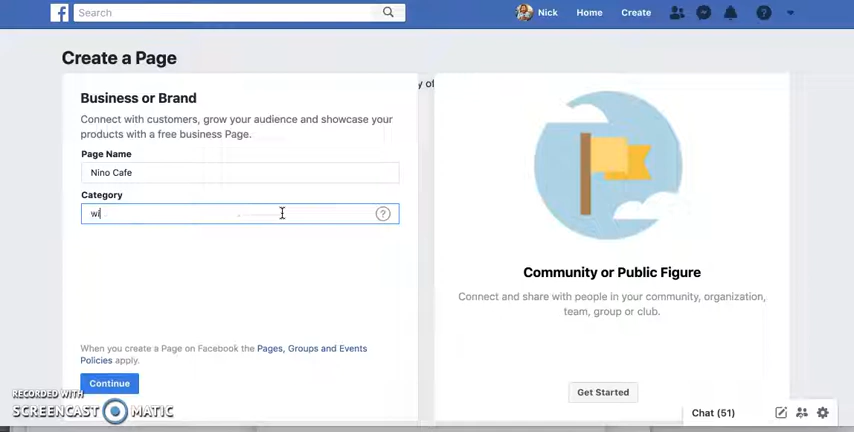 f
Search
Nick Home Create
Create a Page
y of
Business or Brand
Connect with customers, grow your audience and showcase your
products with a free business Page.
Page Name
Nino Cafe
Category
wi
?
When you create a Page on Facebook the Pages, Groups and Events
Policies apply.
Continue
Community or Public Figure
Connect and share with people in your community, organization,
team, group or club.
Get Started
Chat (51)
RECORDED WITH
SCREENCAST MATIC